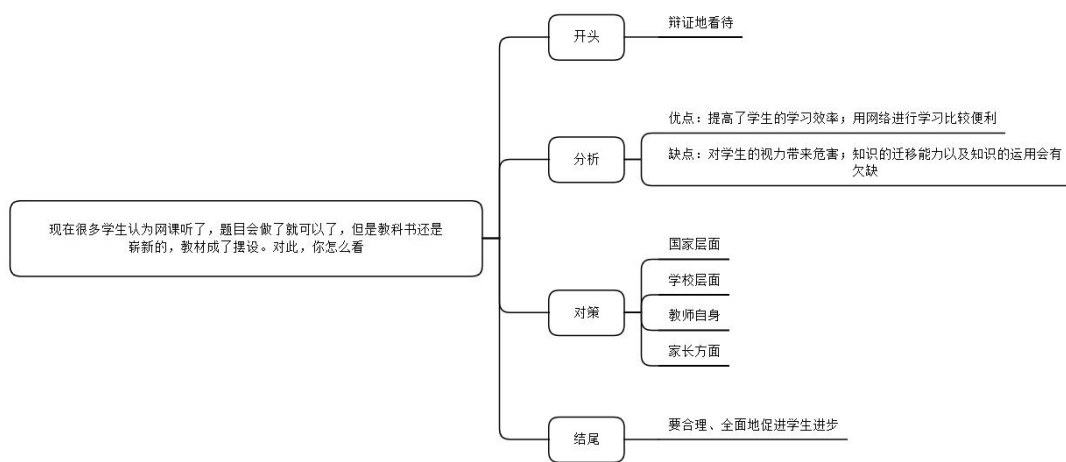 现在很多学生认为网课听了，题目会做了就可以了，但是教科书还是
崭新的，教材成了摆设。对此，你怎么看
开头
辩证地看待
分析
优点：提高了学生的学习效率；用网络进行学习比较便利
缺点：对学生的视力带来危害；知识的迁移能力以及知识的运用会有
欠缺
对策
国家层面
学校层面
教师自身
家长方面
结尾
要合理、全面地促进学生进步